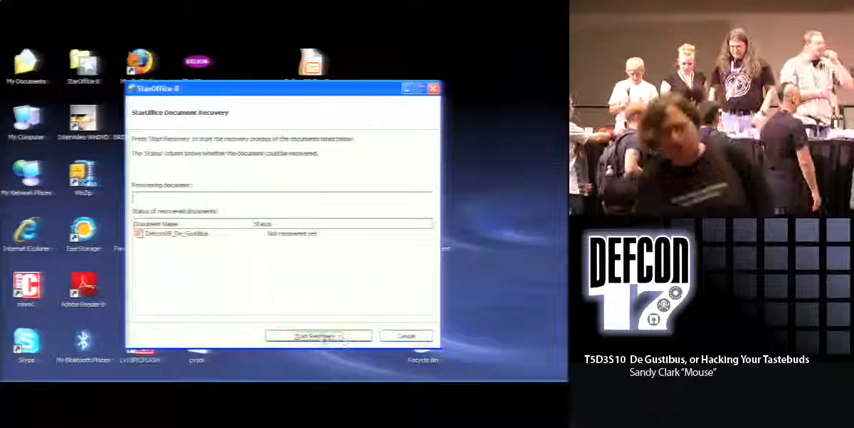 My Documents
StarOffice 8
StarOffice 8
StarOffice Document Recovery
My Computer
InterVideo WinDVD
Press 'Start Recovery' to start the recovery process of the documents listed below.
The 'Status' column shows whether the document could be recovered.
My Network Places
WinZip
Recovering document:
Status of recovered documents:
Document Name
Status
Not recovered yet
Internet Explorer
Adobe Reader 8
Start Recovery >
Cancel
Skype
My Bluetooth Places
LVTBPICFLASH
pysol
Recycle Bin
DEFCON
17
T5D3S10 De Gustibus, or Hacking Your Tastebuds
Sandy Clark "Mouse"